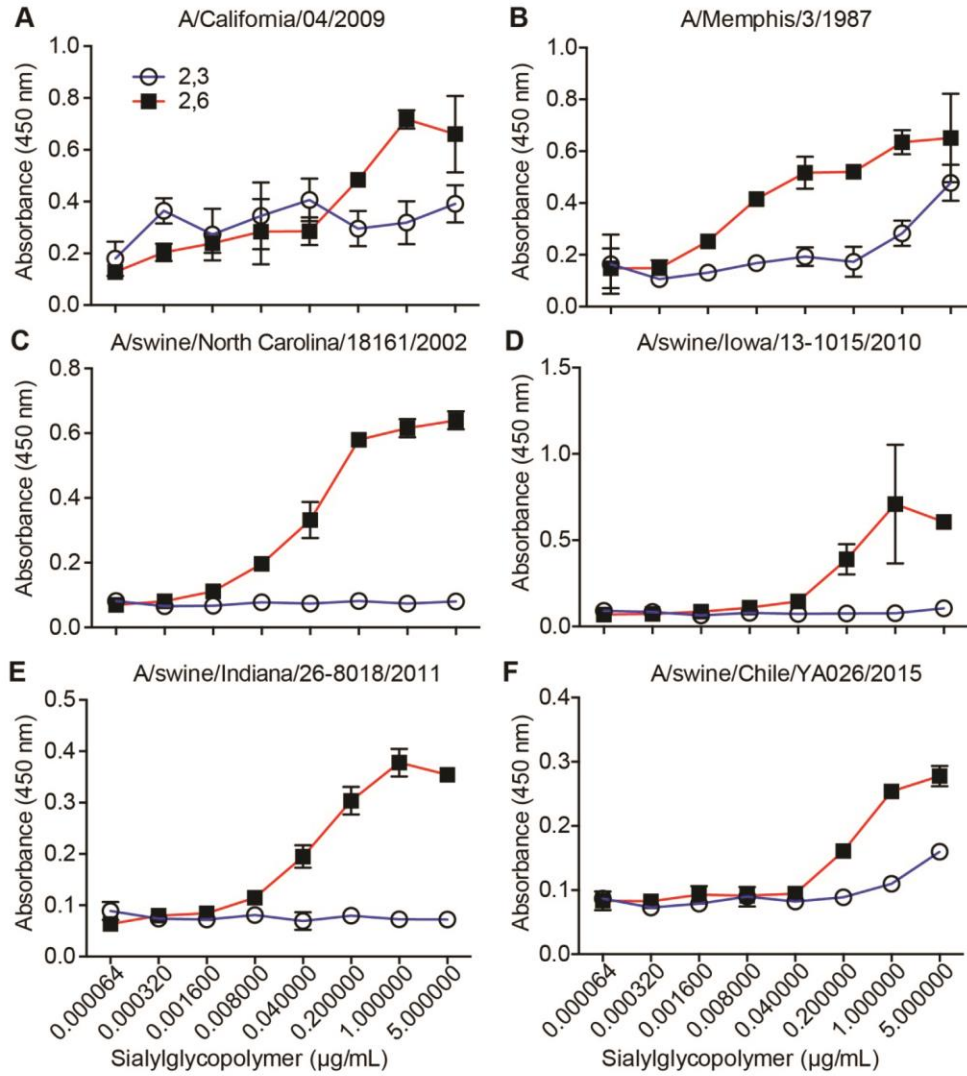 A
A/California/04/2009
Absorbance (450 nm)
1.0
0.8
0.6
0.4
0.2
0.0
2,3
2,6
B
A/Memphis/3/1987
Absorbance (450 nm)
1.0
0.8
0.6
0.4
0.2
0.0
C
A/swine/North Carolina/18161/2002
Absorbance (450 nm)
0.8
0.6
0.4
0.2
0.0
D
A/swine/Iowa/13-1015/2010
Absorbance (450 nm)
1.5
1.0
0.5
0.0
E
A/swine/Indiana/26-8018/2011
Absorbance (450 nm)
0.5
0.4
0.3
0.2
0.1
0.0
0.000064
0.000320
0.001600
0.008000
0.040000
0.200000
1.000000
5.000000
Sialylglycopolymer (µg/mL)
F
A/swine/Chile/YA026/2015
Absorbance (450 nm)
0.4
0.3
0.2
0.1
0.0
0.000064
0.000320
0.001600
0.008000
0.040000
0.200000
1.000000
5.000000
Sialylglycopolymer (µg/mL)